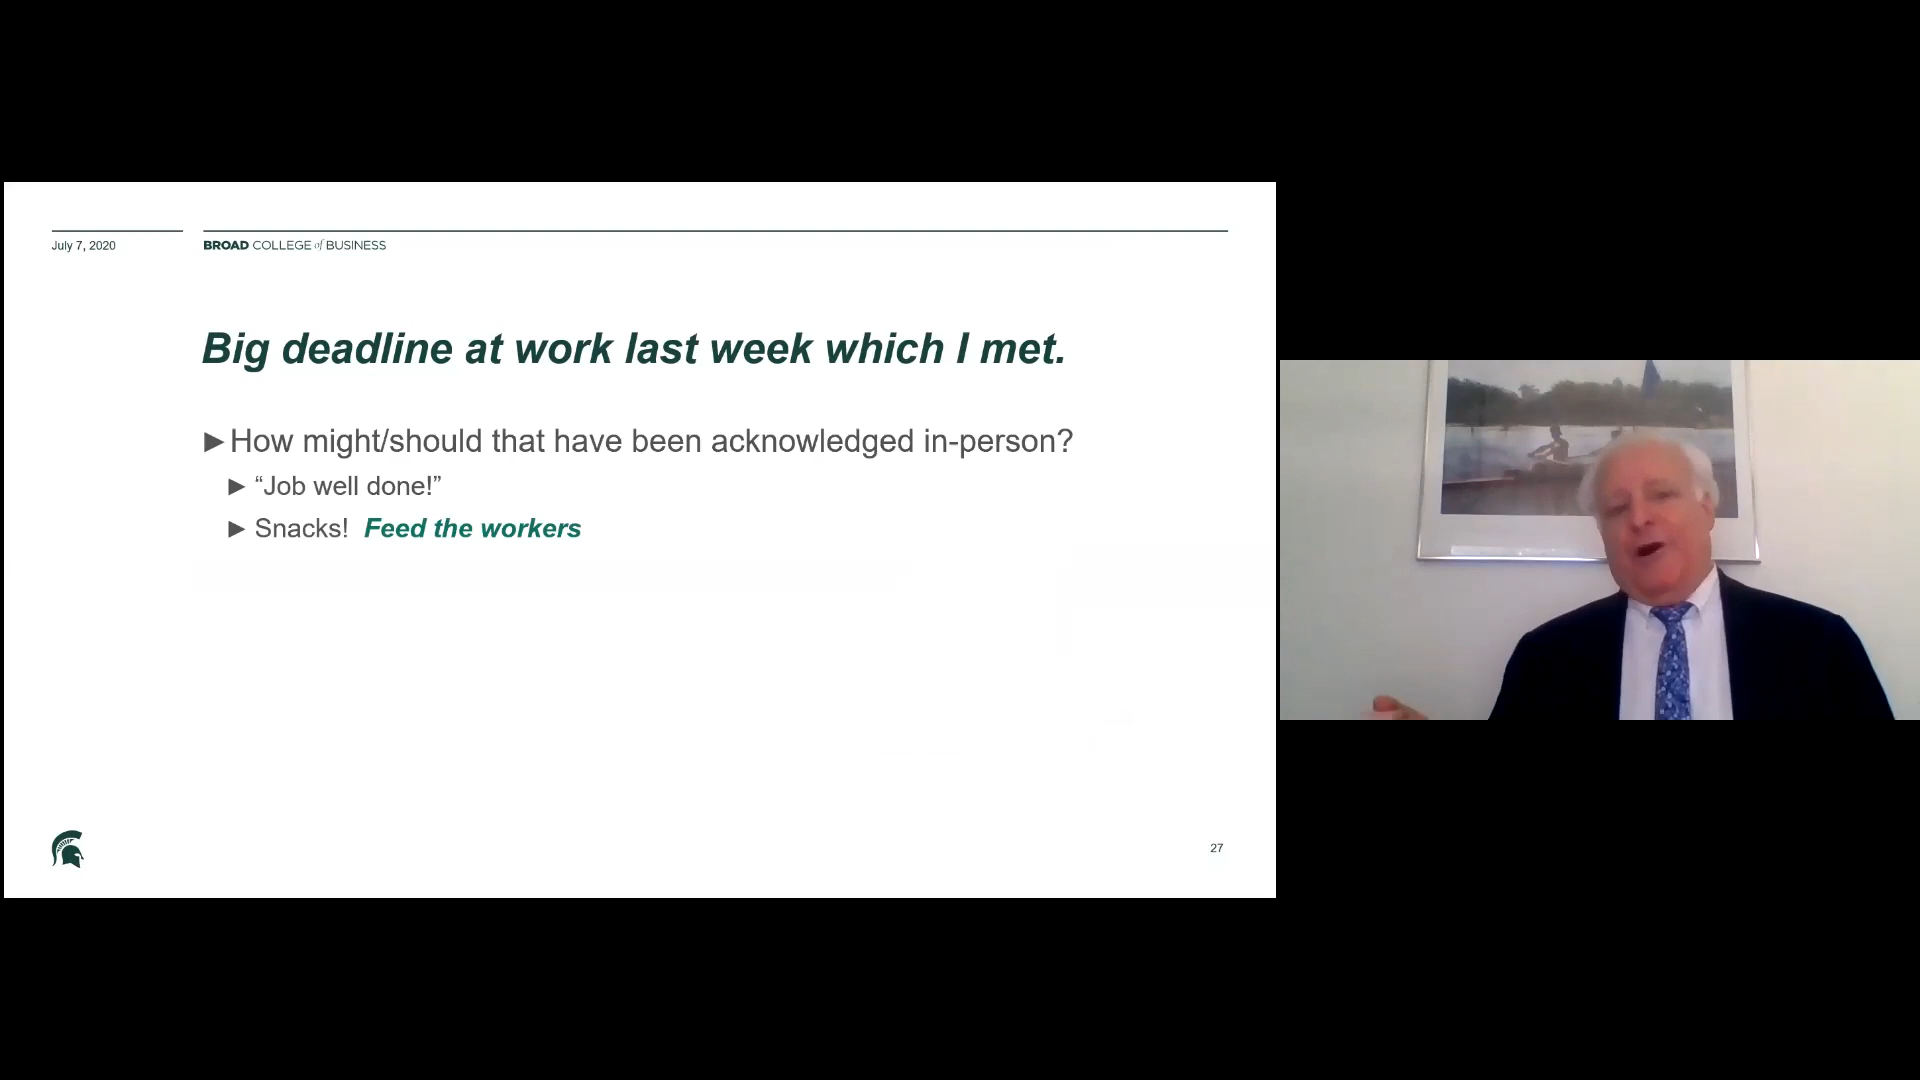 July 7, 2020
BROAD COLLEGE of BUSINESS
Big deadline at work last week which I met.
►How might/should that have been acknowledged in-person?
► “Job well done!”
► Snacks! Feed the workers
27